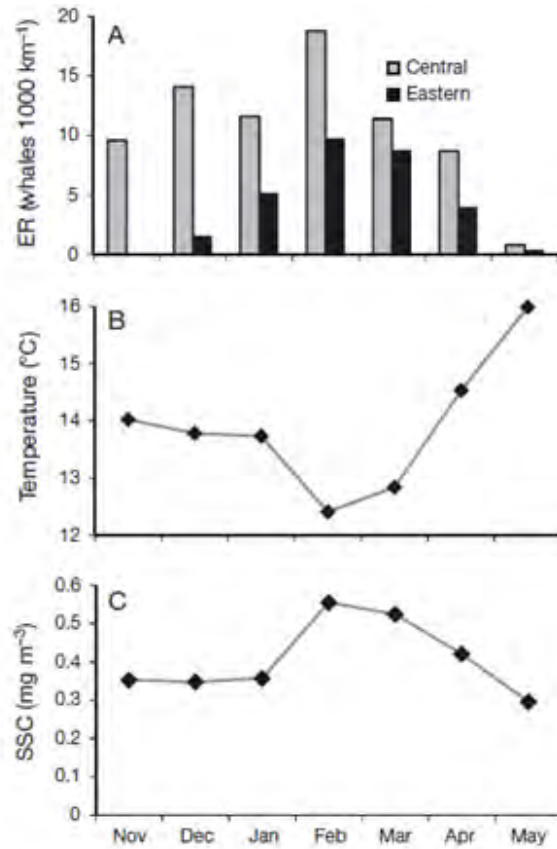 A
Central
Eastern
ER (whales 1000 km⁻¹)
20
15
10
5
0
B
Temperature (°C)
16
15
14
13
12
C
SSC (mg m⁻³)
0.6
0.5
0.4
0.3
0.2
0.1
0
Nov Dec Jan Feb Mar Apr May